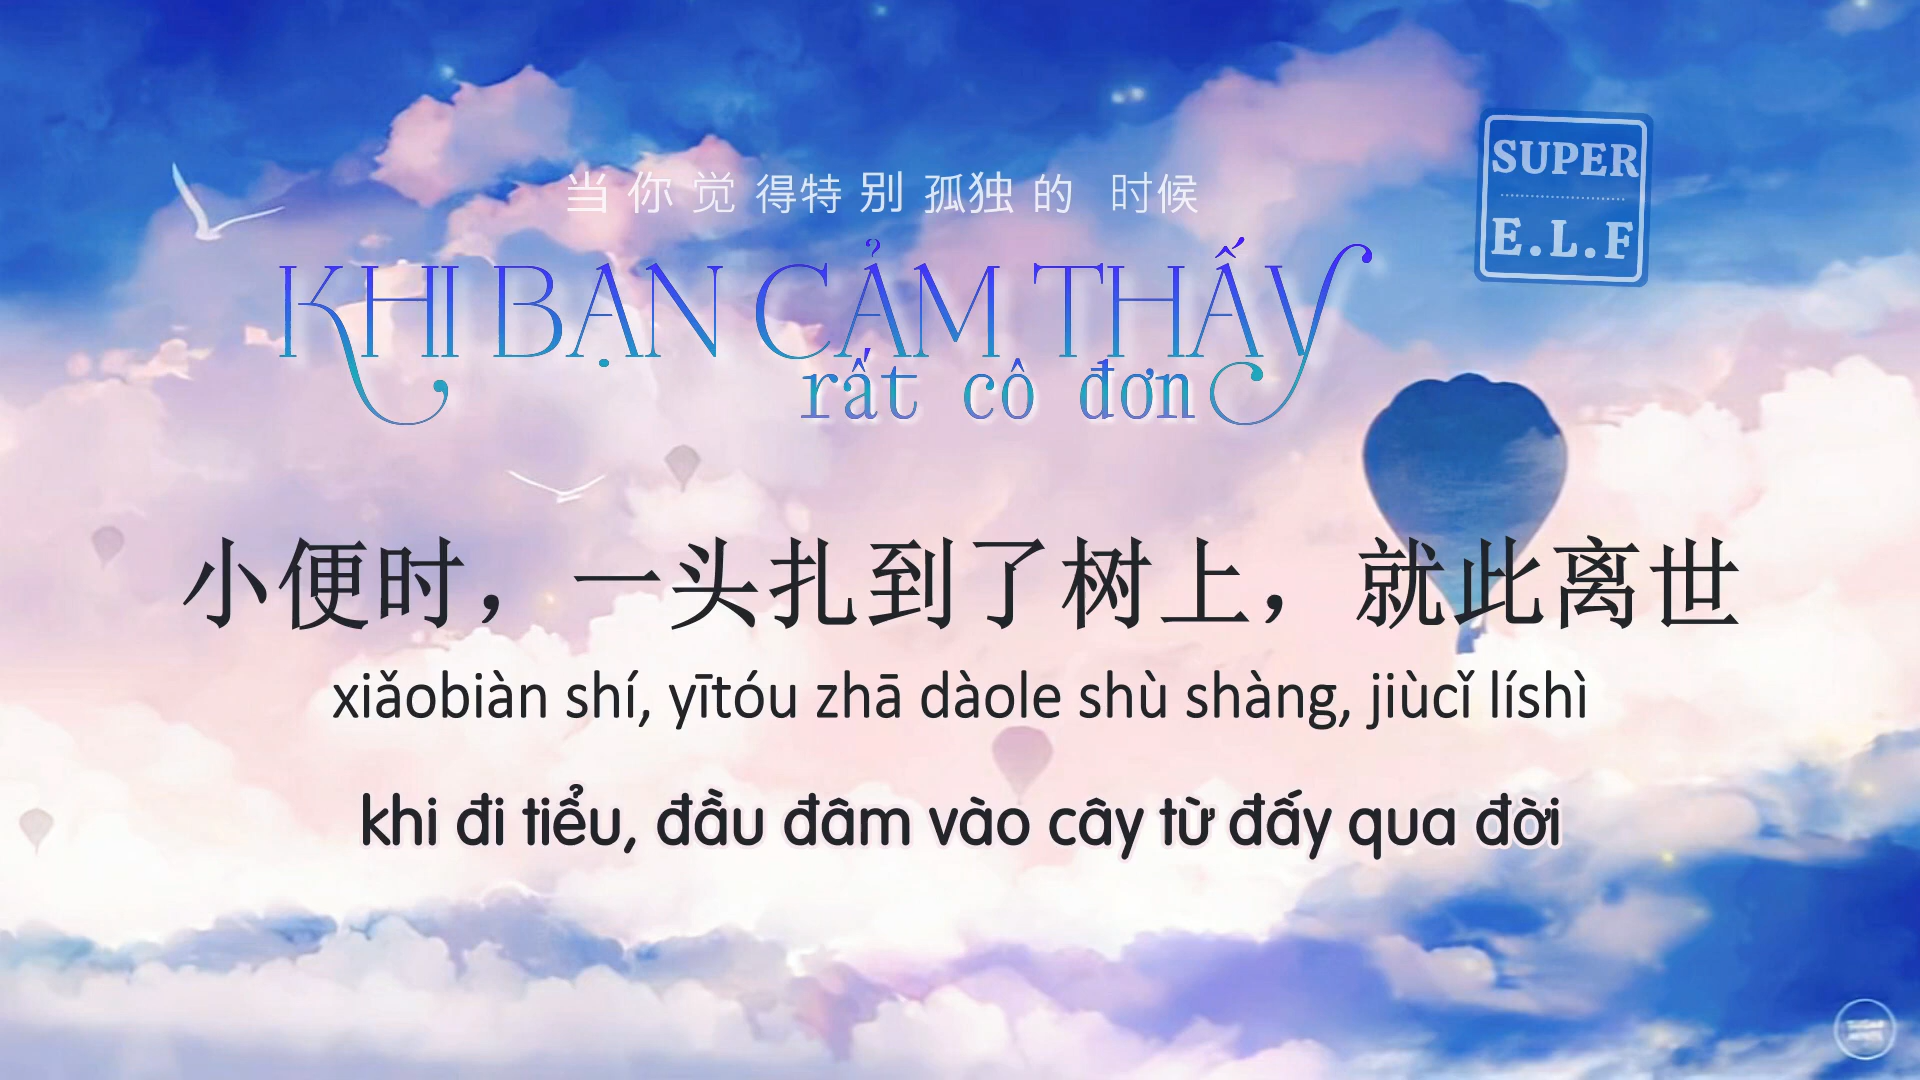 当你觉得特别孤独的时候
SUPER
E.L.F
KHI BẠN CẢM THẤY
rất cô đơn
小便时，一头扎到了树上，就此离世
xiǎobiàn shí, yītóu zhā dàole shù shàng, jiùcǐ líshì
khi đi tiểu, đầu đâm vào cây từ đấy qua đời